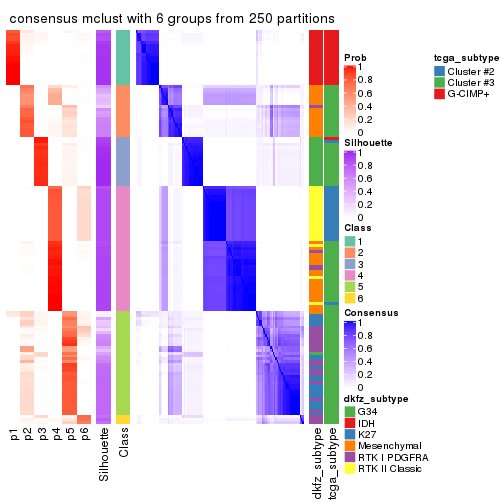 consensus mclust with 6 groups from 250 partitions
Prob
1
0.8
0.6
0.4
0.2
0
Silhouette
1
0.8
0.6
0.4
0.2
0
Class
1
2
3
4
5
6
Consensus
1
0.8
0.6
0.4
0.2
0
dkfz_subtype
G34
IDH
K27
Mesenchymal
RTK I PDGFRA
RTK II Classic
tcga_subtype
Cluster #2
Cluster #3
G-CIMP+
p1
p2
p3
p4
p5
p6
Silhouette
Class
dkfz_subtype
tcga_subtype